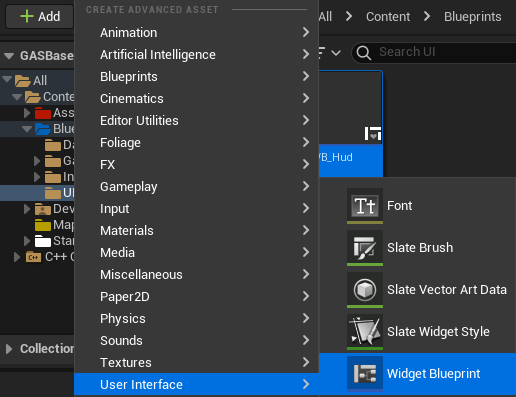 + Add
All > Content > Blueprints
GASBase
Search UI
All
Conte
Ass
Blue
Da
Ga
In
UI
Dev
Map
Star
C++ C
Collection
CREATE ADVANCED ASSET
Animation
Artificial Intelligence
Blueprints
Cinematics
Editor Utilities
Foliage
FX
Gameplay
Input
Materials
Media
Miscellaneous
Paper2D
Physics
Sounds
Textures
User Interface
B_Hud
Tt
Font
Slate Brush
Slate Vector Art Data
Slate Widget Style
Widget Blueprint